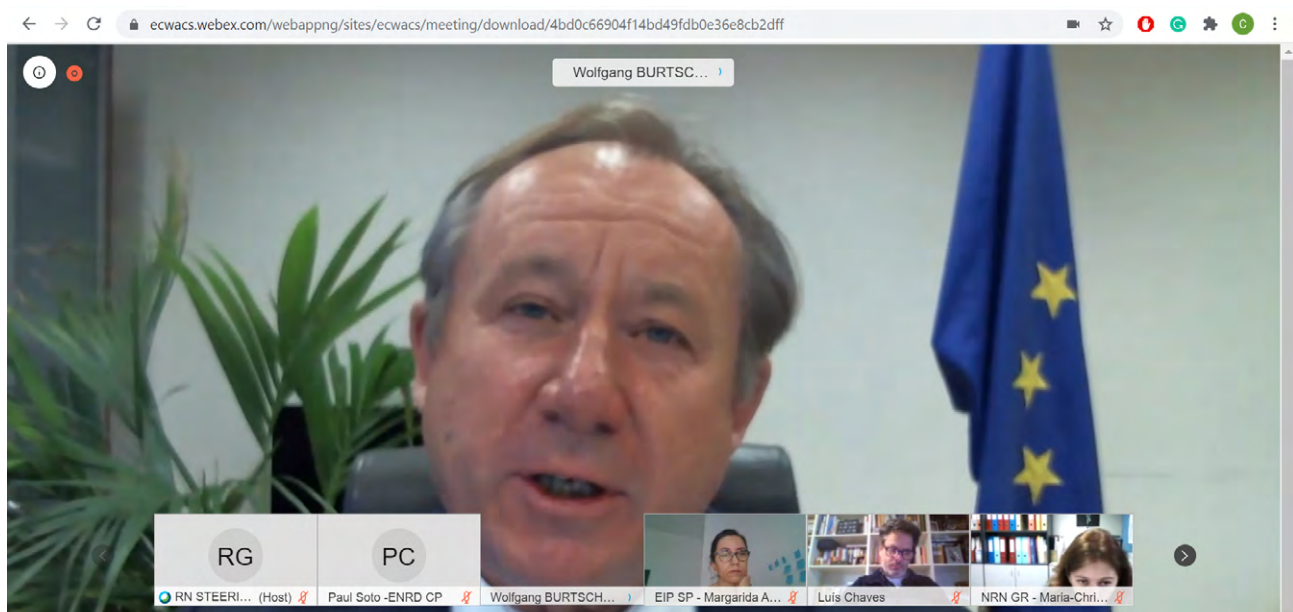 ecwacs.webex.com/webappng/sites/ecwacs/meeting/download/4bd0c66904f14bd49fdb0e36e8cb2dff
C
Wolfgang BURTSC...
RG
PC
RN STEERI... (Host)
Paul Soto -ENRD CP
Wolfgang BURTSCH...
EIP SP - Margarida A...
Luís Chaves
NRN GR - Maria-Chri...